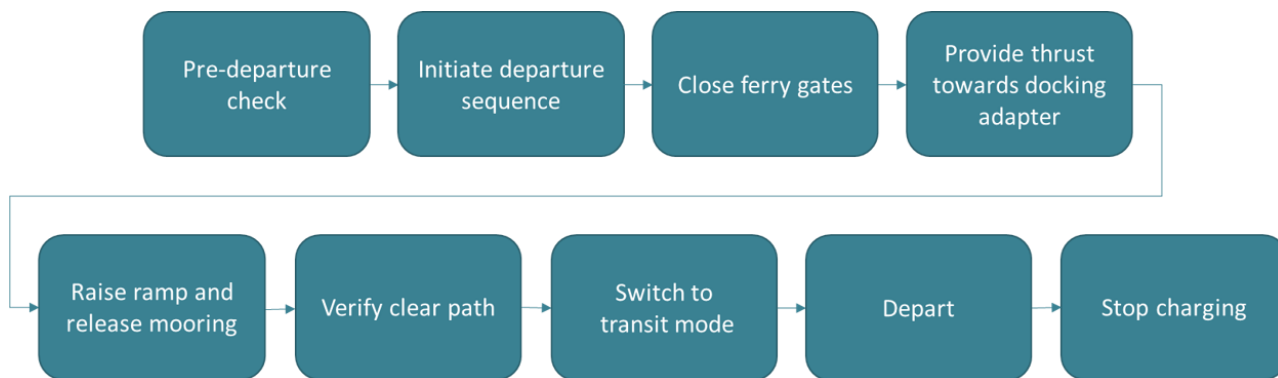 Pre-departure
check
Initiate departure
sequence
Close ferry gates
Provide thrust
towards docking
adapter
Raise ramp and
release mooring
Verify clear path
Switch to
transit mode
Depart
Stop charging